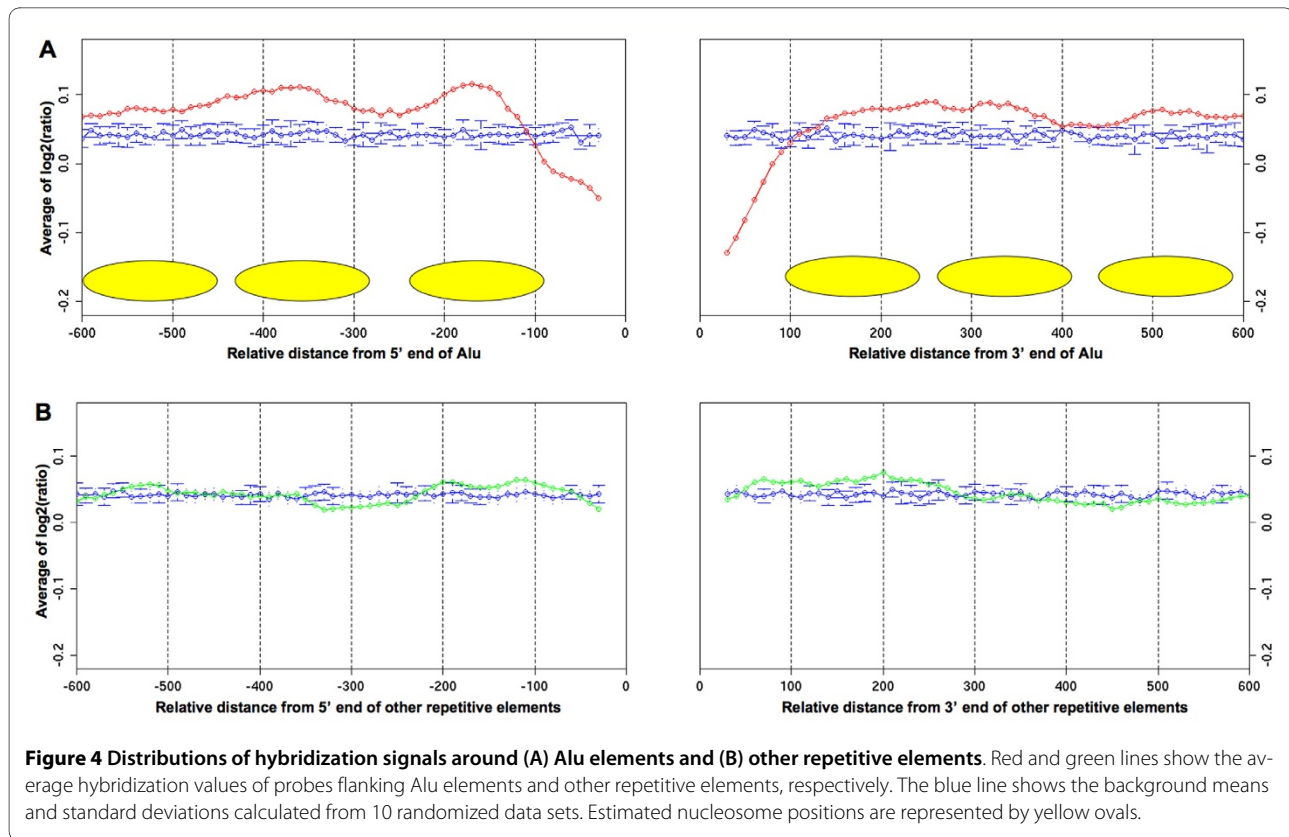 A
Average of log2(ratio)
0.1
0.0
-0.1
-0.2
-600 -500 -400 -300 -200 -100 0
Relative distance from 5' end of Alu
0.1
0.0
-0.1
-0.2
0 100 200 300 400 500 600
Relative distance from 3' end of Alu
B
Average of log2(ratio)
0.1
0.0
-0.1
-0.2
-600 -500 -400 -300 -200 -100 0
Relative distance from 5' end of other repetitive elements
0.1
0.0
-0.1
-0.2
0 100 200 300 400 500 600
Relative distance from 3' end of other repetitive elements
Figure 4 Distributions of hybridization signals around (A) Alu elements and (B) other repetitive elements. Red and green lines show the av-
erage hybridization values of probes flanking Alu elements and other repetitive elements, respectively. The blue line shows the background means
and standard deviations calculated from 10 randomized data sets. Estimated nucleosome positions are represented by yellow ovals.